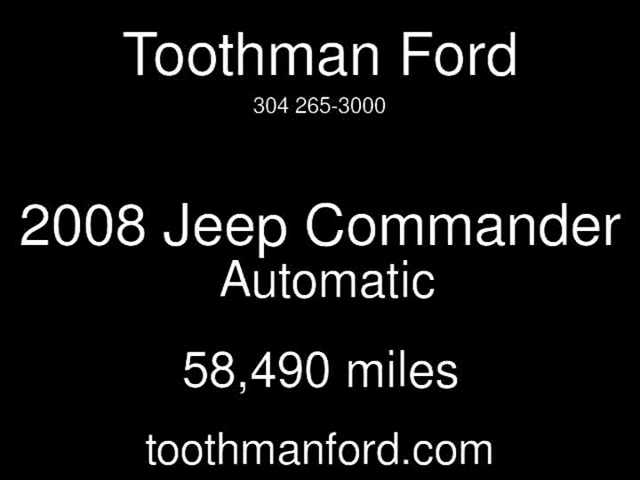 Toothman Ford
304 265-3000
2008 Jeep Commander
Automatic
58,490 miles
toothmanford.com